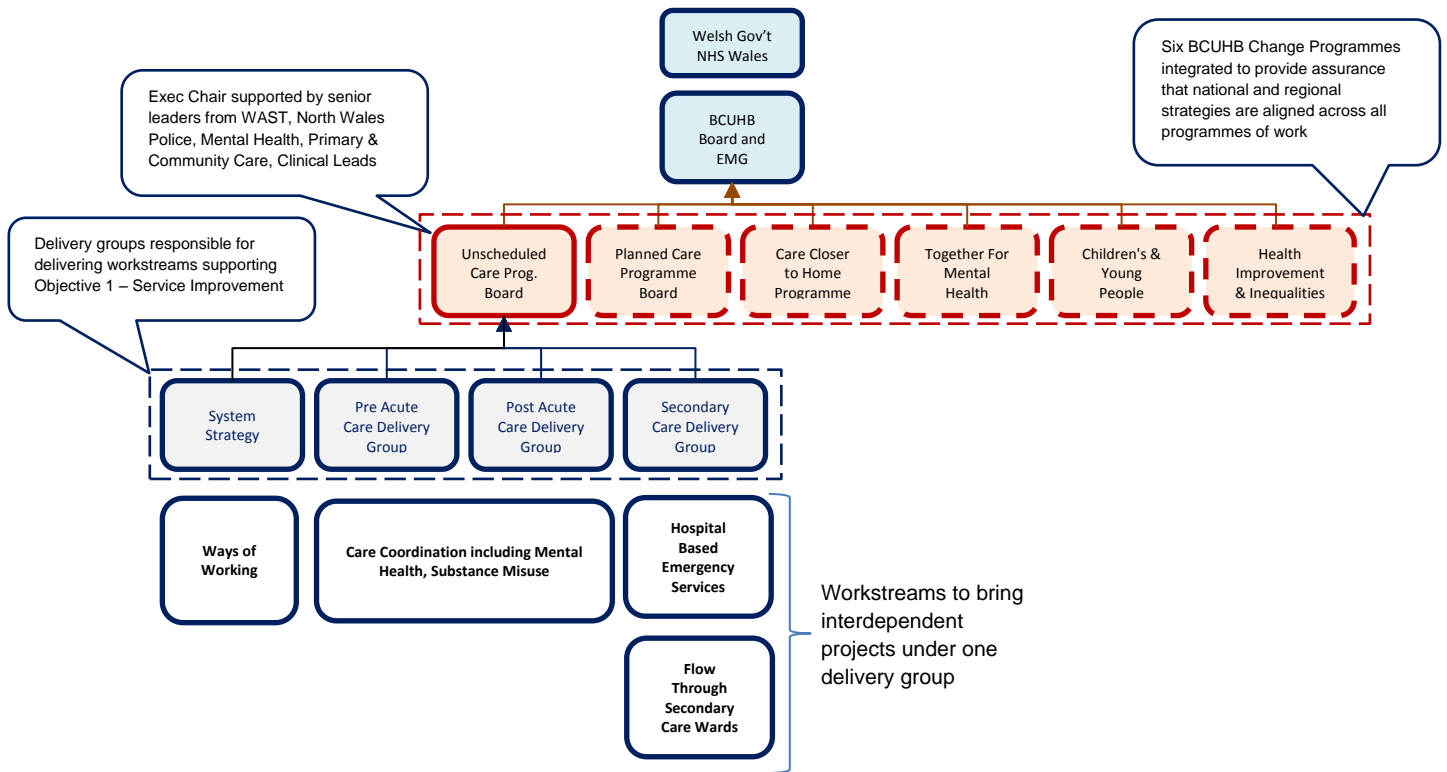 Welsh Gov't
NHS Wales
Six BCUHB Change Programmes
integrated to provide assurance
that national and regional
strategies are aligned across all
programmes of work
Exec Chair supported by senior
leaders from WAST, North Wales
Police, Mental Health, Primary &
Community Care, Clinical Leads
BCUHB
Board and
EMG
Delivery groups responsible for
delivering workstreams supporting
Objective 1 – Service Improvement
Unscheduled
Care Prog.
Board
Planned Care
Programme
Board
Care Closer
to Home
Programme
Together For
Mental
Health
Children's &
Young
People
Health
Improvement
& Inequalities
System
Strategy
Pre Acute
Care Delivery
Group
Post Acute
Care Delivery
Group
Secondary
Care Delivery
Group
Ways of
Working
Care Coordination including Mental
Health, Substance Misuse
Hospital
Based
Emergency
Services
Workstreams to bring
interdependent
projects under one
delivery group
Flow
Through
Secondary
Care Wards